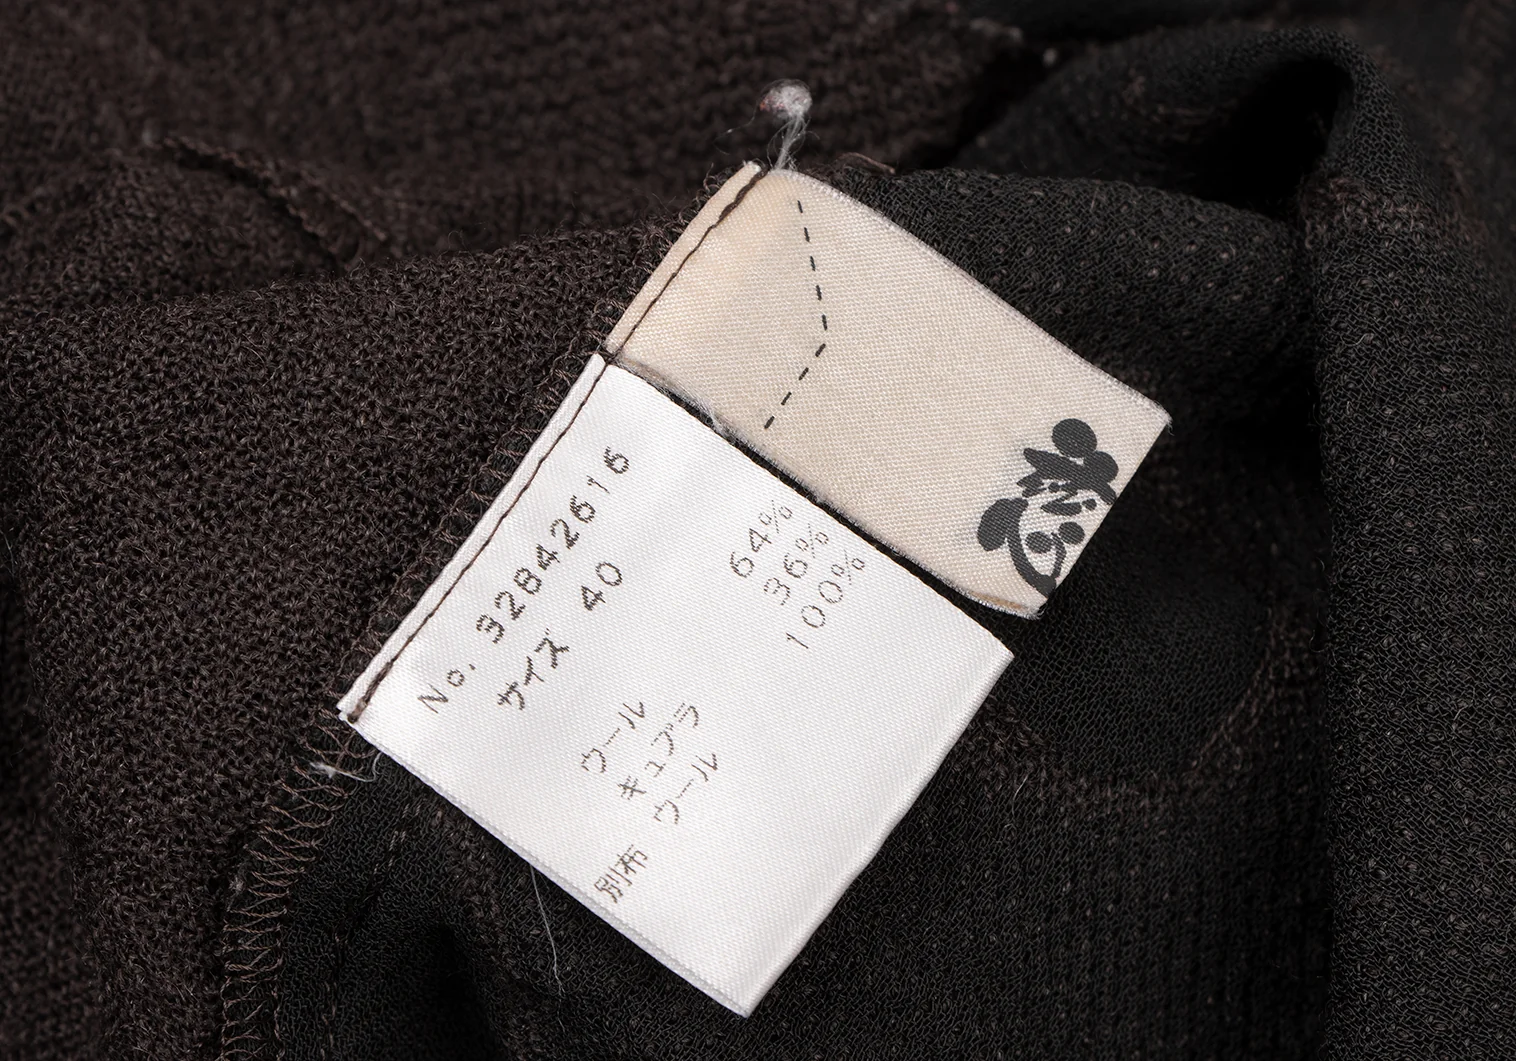 No. 32842616
サイズ 40
ウール 64%
キュプラ 36%
別布 ウール 100%